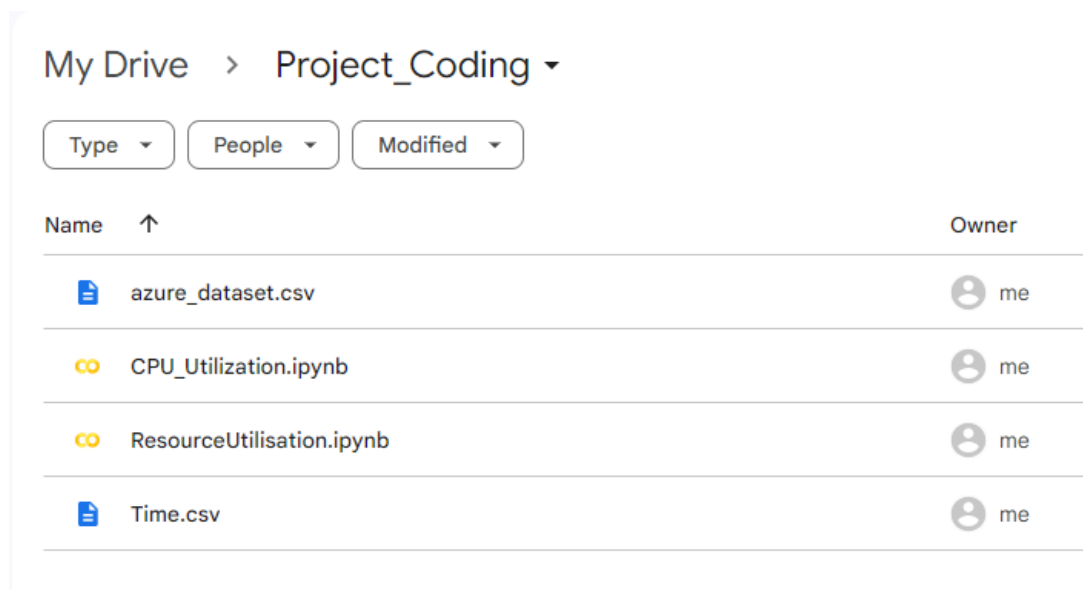 My Drive > Project_Coding
Type People Modified
Name Owner
azure_dataset.csv me
CPU_Utilization.ipynb me
ResourceUtilisation.ipynb me
Time.csv me